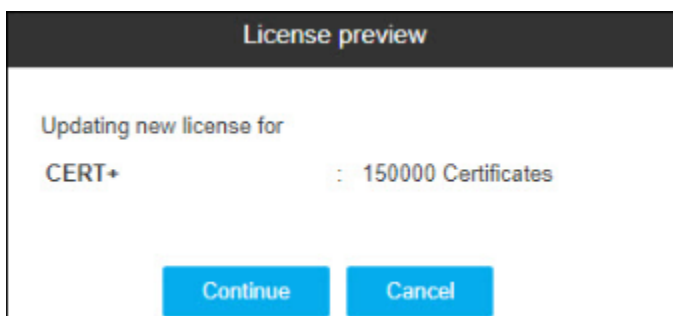 License preview
Updating new license for
CERT+ : 150000 Certificates
Continue Cancel